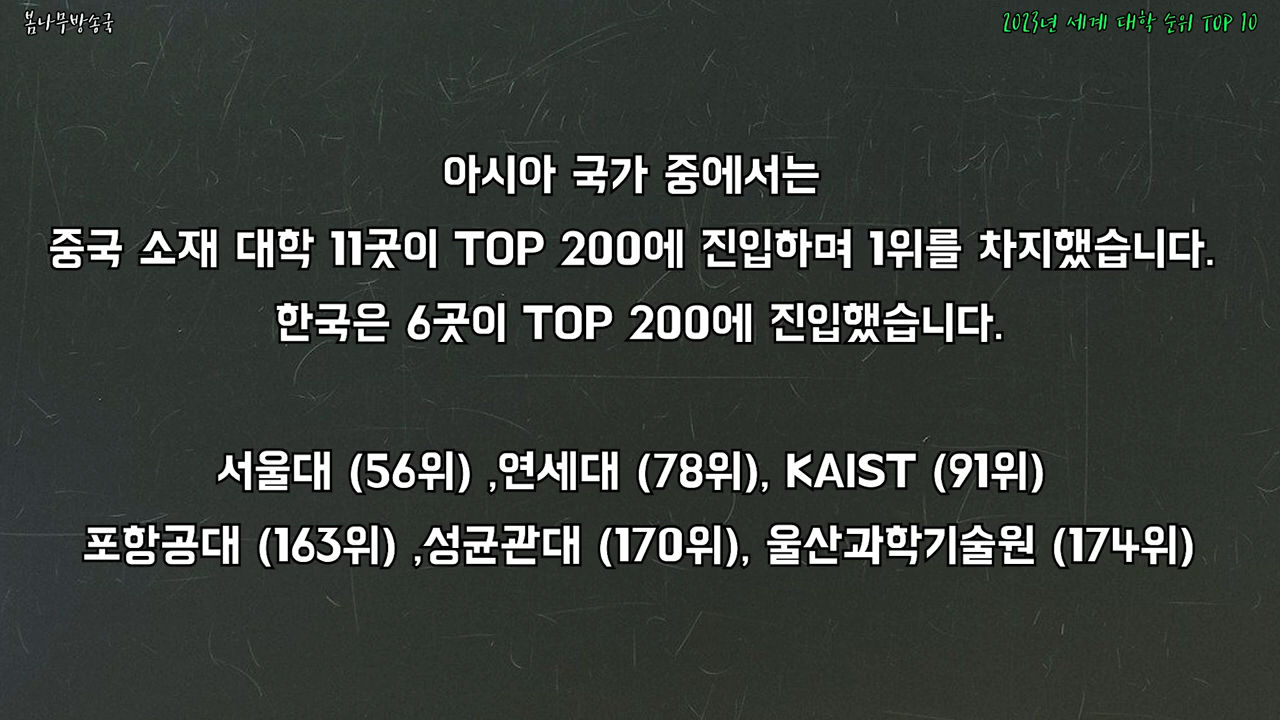 봄나무방송국
2023년 세계 대학 순위 TOP 10
아시아 국가 중에서는
중국 소재 대학 11곳이 TOP 200에 진입하며 1위를 차지했습니다.
한국은 6곳이 TOP 200에 진입했습니다.
서울대 (56위) ,연세대 (78위), KAIST (91위)
포항공대 (163위) ,성균관대 (170위), 울산과학기술원 (174위)